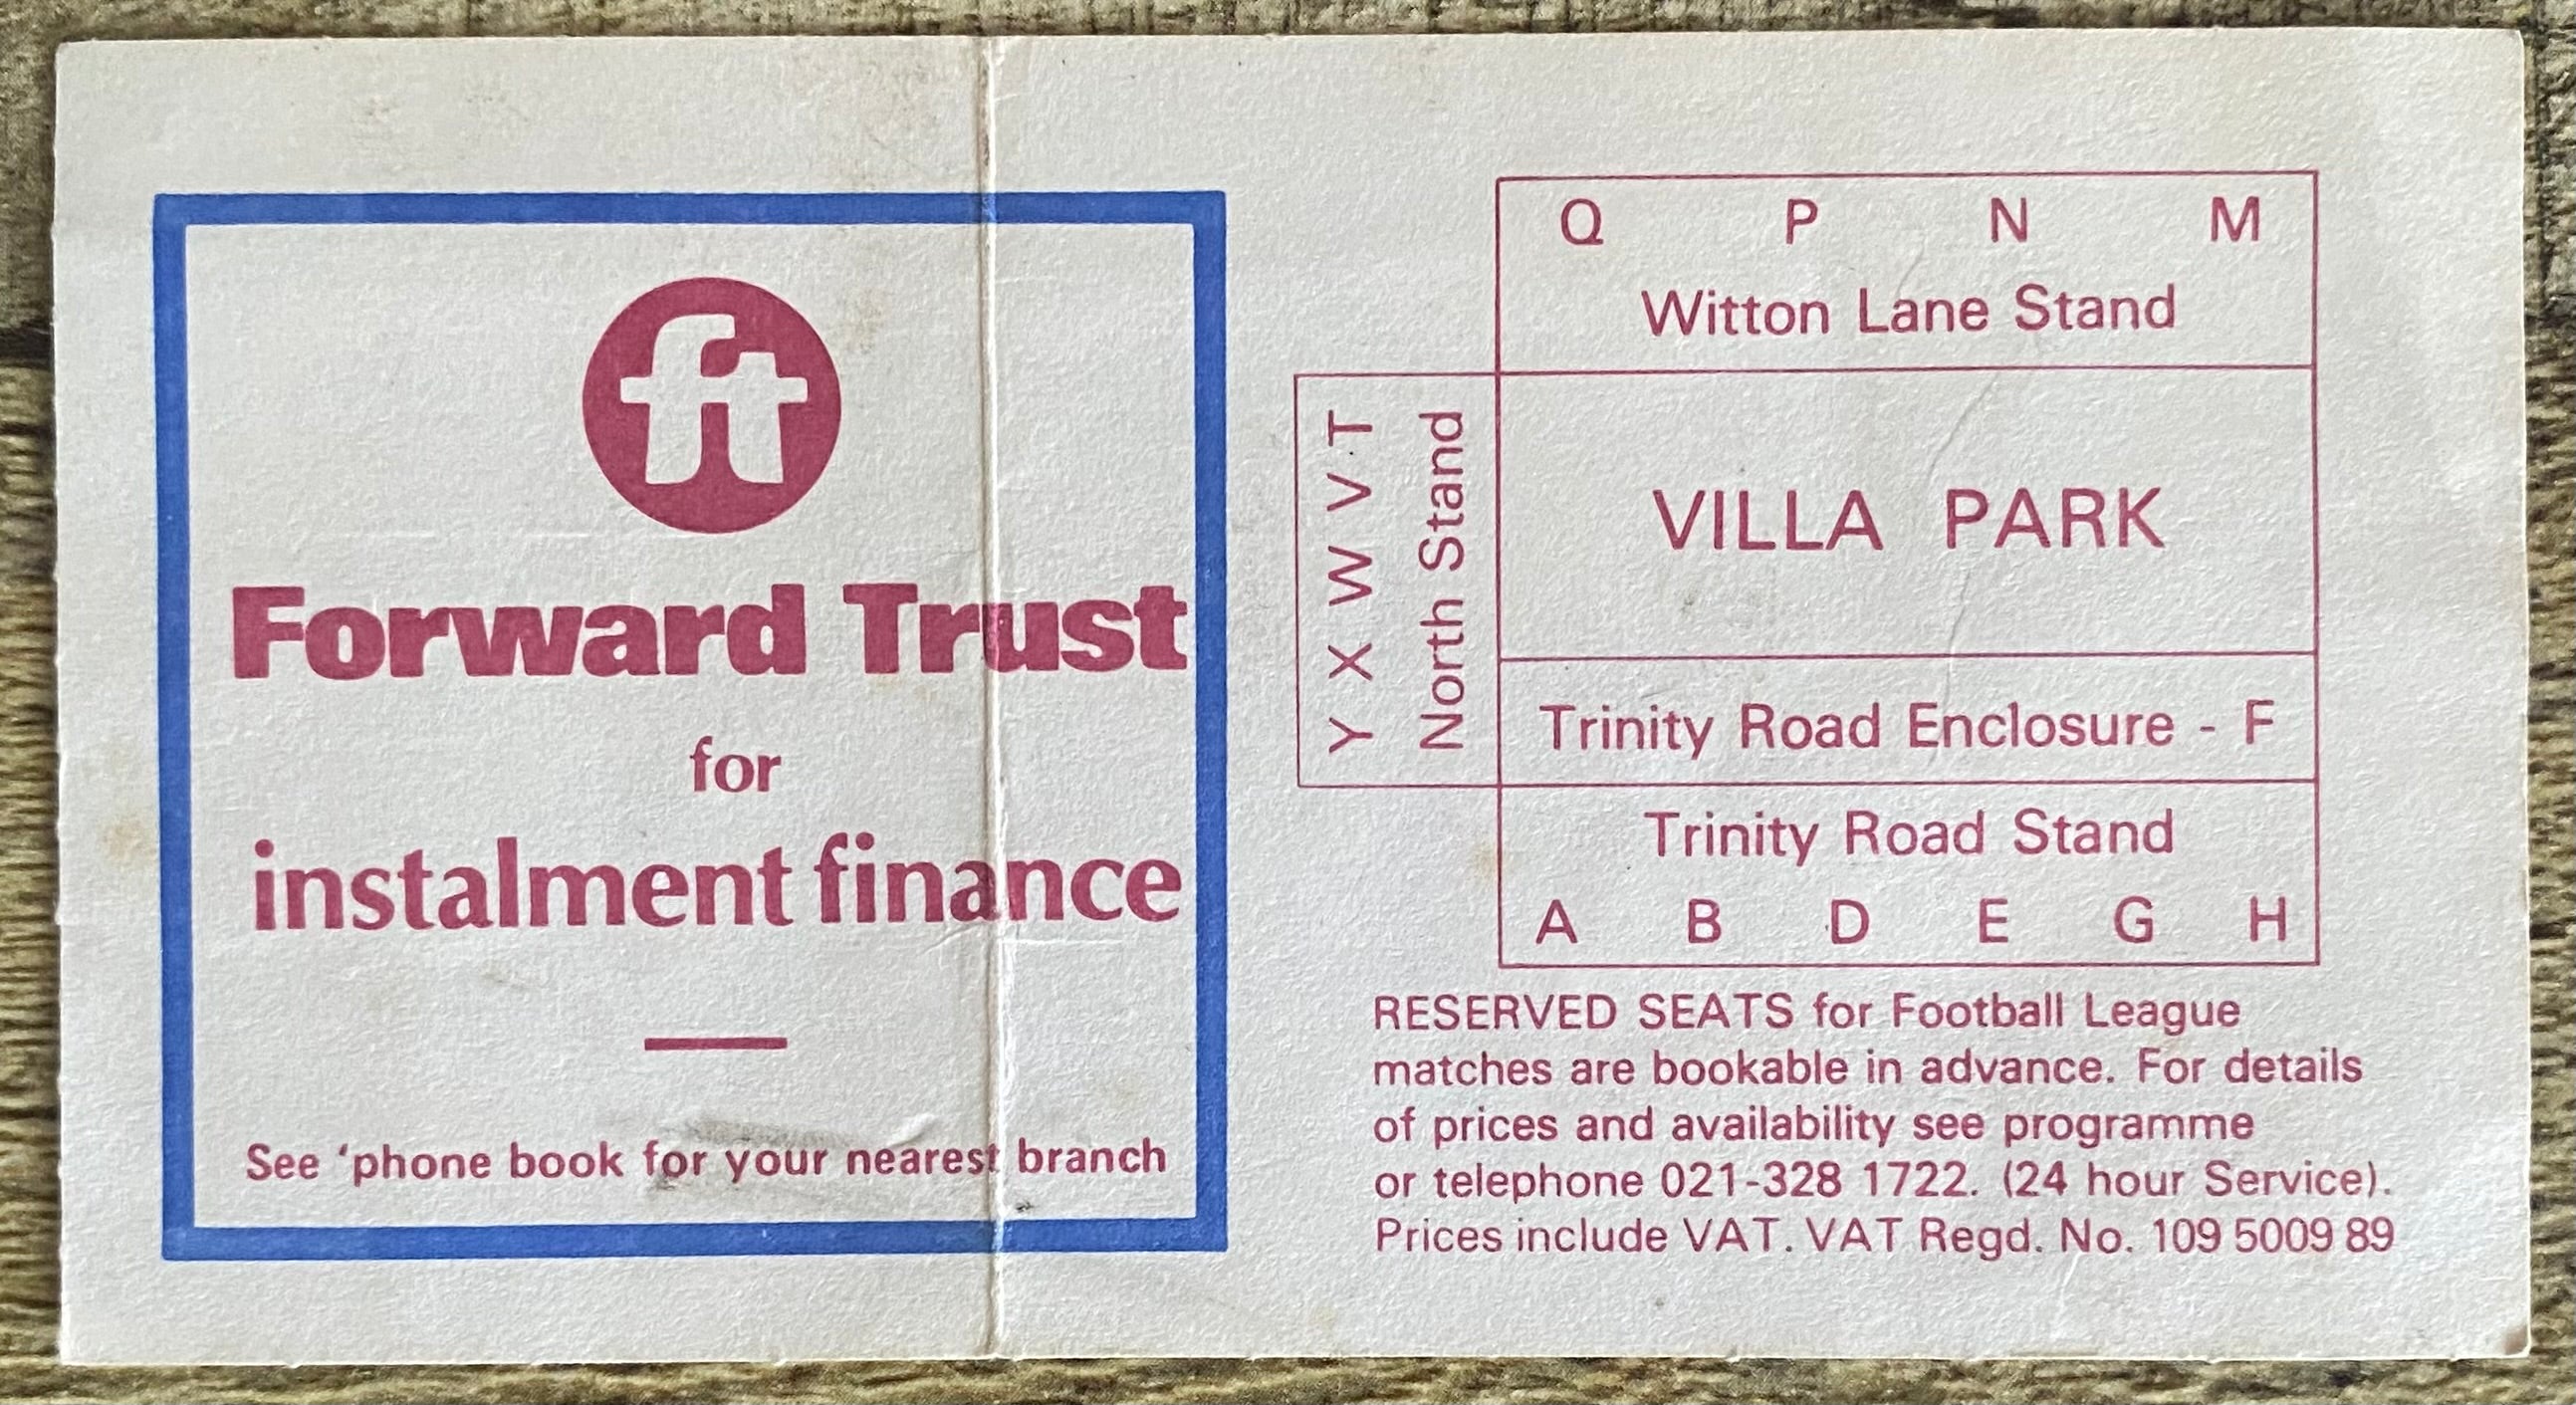 ft
Forward Trust
for
instalment finance
See 'phone book for your nearest branch
Q P N M
Witton Lane Stand
Y X W V T
North Stand
VILLA PARK
Trinity Road Enclosure - F
Trinity Road Stand
A B D E G H
RESERVED SEATS for Football League
matches are bookable in advance. For details
of prices and availability see programme
or telephone 021-328 1722. (24 hour Service).
Prices include VAT. VAT Regd. No. 109 5009 89